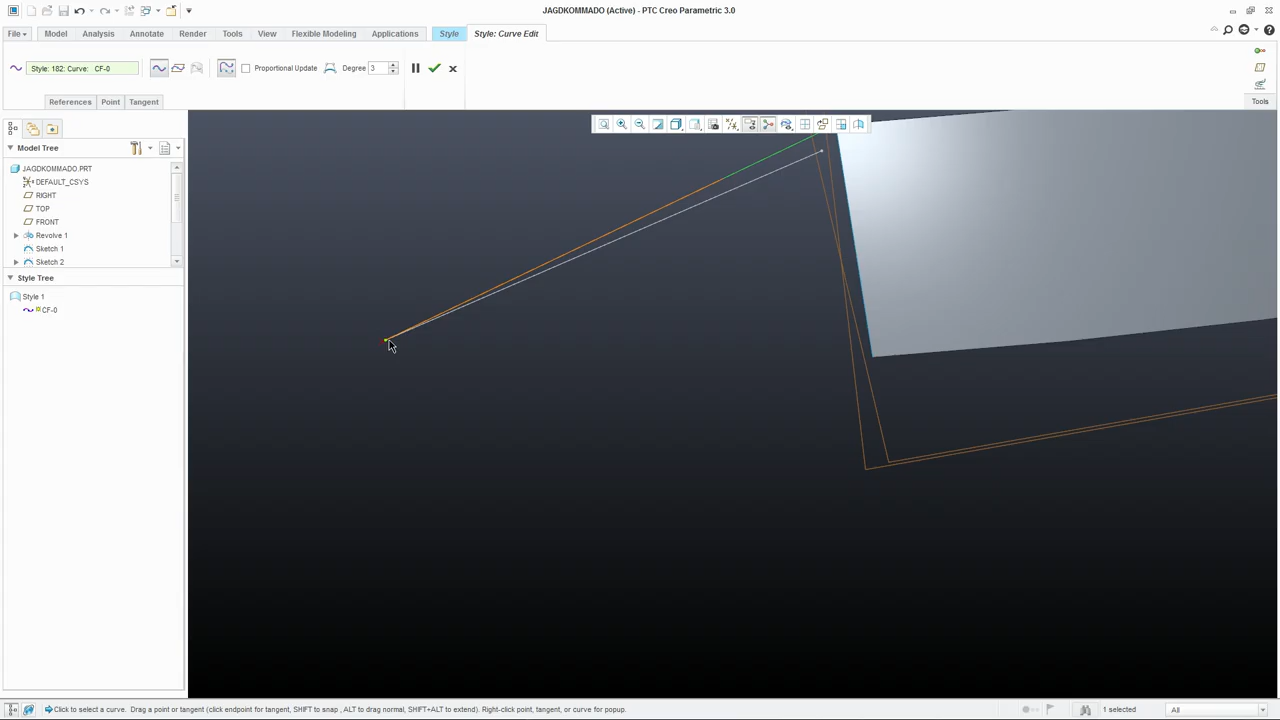 JAGDKOMMADO (Active) - PTC Creo Parametric 3.0
File
Model
Analysis
Annotate
Render
Tools
View
Flexible Modeling
Applications
Style
Style: Curve Edit
Style: 182: Curve: CF-0
Proportional Update
Degree 3
References
Point
Tangent
Tools
Model Tree
JAGDKOMMADO.PRT
DEFAULT_CSYS
RIGHT
TOP
FRONT
Revolve 1
Sketch 1
Sketch 2
Style Tree
Style 1
CF-0
Click to select a curve. Drag a point or tangent (click endpoint for tangent, SHIFT to snap , ALT to drag normal, SHIFT+ALT to extend). Right-click point, tangent, or curve for popup.
1 selected
All